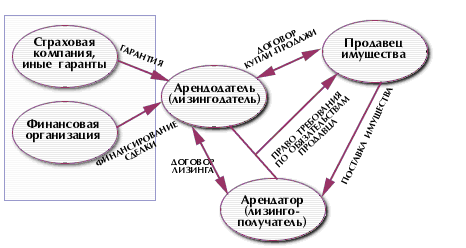 Страховая
компания,
иные гаранты
ГАРАНТИЯ
ДОГОВОР
КУПЛИ-ПРОДАЖИ
Продавец
имущества
Арендодатель
(лизингодатель)
Финансовая
организация
ФИНАНСИРОВАНИЕ
СДЕЛКИ
ДОГОВОР
ЛИЗИНГА
ПРАВО ТРЕБОВАНИЯ
ПО ОБЯЗАТЕЛЬСТВАМ
ПРОДАВЦА
ПОСТАВКА ИМУЩЕСТВА
Арендатор
(лизинго-
получатель)